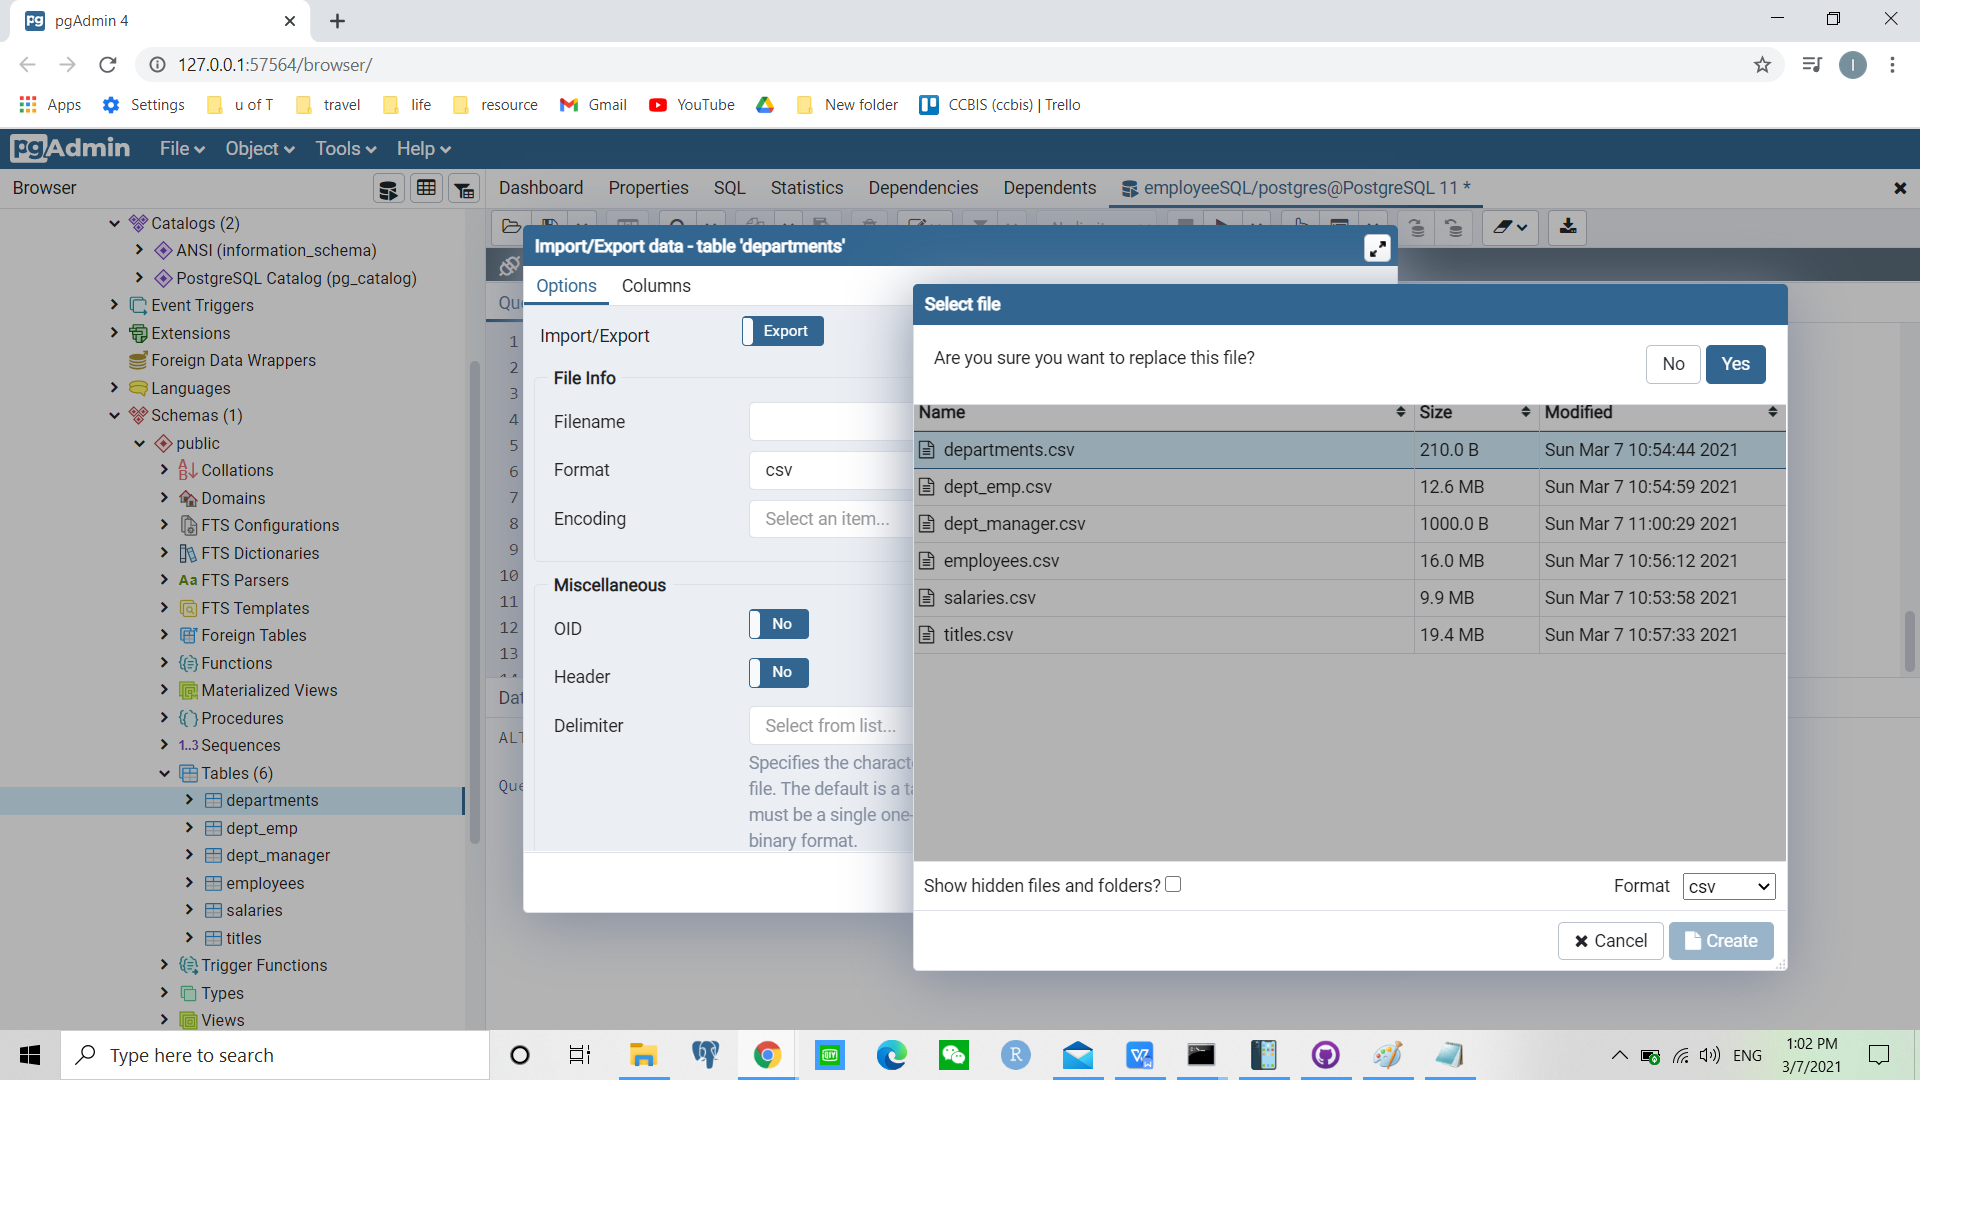 pgAdmin 4
127.0.0.1:57564/browser/
Apps
Settings
u of T
travel
life
resource
Gmail
YouTube
New folder
CCBIS (ccbis) | Trello
pgAdmin
File
Object
Tools
Help
Browser
Dashboard
Properties
SQL
Statistics
Dependencies
Dependents
employeeSQL/postgres@PostgreSQL 11 *
Catalogs (2)
ANSI (information_schema)
PostgreSQL Catalog (pg_catalog)
Event Triggers
Extensions
Foreign Data Wrappers
Languages
Schemas (1)
public
Collations
Domains
FTS Configurations
FTS Dictionaries
Aa FTS Parsers
FTS Templates
Foreign Tables
Functions
Materialized Views
Procedures
1..3 Sequences
Tables (6)
departments
dept_emp
dept_manager
employees
salaries
titles
Trigger Functions
Types
Views
Qu
1
2
3
4
5
6
7
8
9
10
11
12
13
Dat
ALT
Que
Import/Export data - table 'departments'
Options
Columns
Import/Export
Export
File Info
Filename
Format
csv
Encoding
Select an item...
Miscellaneous
OID
No
Header
No
Delimiter
Select from list...
Specifies the charact
file. The default is a ta
must be a single one-
binary format.
Select file
Are you sure you want to replace this file?
No
Yes
Name Size Modified
departments.csv 210.0 B Sun Mar 7 10:54:44 2021
dept_emp.csv 12.6 MB Sun Mar 7 10:54:59 2021
dept_manager.csv 1000.0 B Sun Mar 7 11:00:29 2021
employees.csv 16.0 MB Sun Mar 7 10:56:12 2021
salaries.csv 9.9 MB Sun Mar 7 10:53:58 2021
titles.csv 19.4 MB Sun Mar 7 10:57:33 2021
Show hidden files and folders?
Format
csv
Cancel
Create
Type here to search
ENG
1:02 PM
3/7/2021